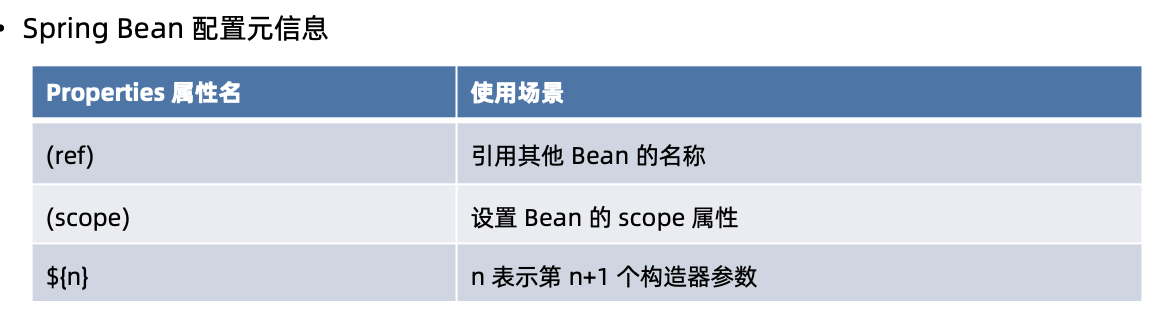 • Spring Bean 配置元信息
Properties 属性名 使用场景
(ref) 引用其他 Bean 的名称
(scope) 设置 Bean 的 scope 属性
${n} n 表示第 n+1 个构造器参数